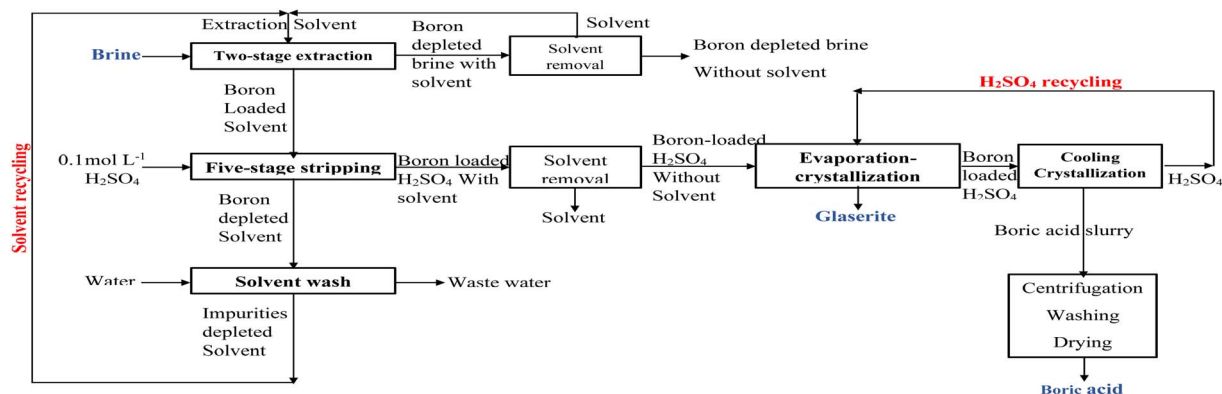 Extraction Solvent
Solvent
Brine
Two-stage extraction
Boron
depleted
brine with
solvent
Solvent
removal
Boron depleted brine
Without solvent
Boron
Loaded
Solvent
H₂SO₄ recycling
Solvent recycling
0.1mol L⁻¹
H₂SO₄
Five-stage stripping
Boron loaded
H₂SO₄ With
solvent
Solvent
removal
Boron-loaded
H₂SO₄
Without
Solvent
Evaporation-
crystallization
Boron
loaded
H₂SO₄
Cooling
Crystallization
H₂SO₄
Solvent
Glaserite
Boron
depleted
Solvent
Boric acid slurry
Water
Solvent wash
Waste water
Impurities
depleted
Solvent
Centrifugation
Washing
Drying
Boric acid